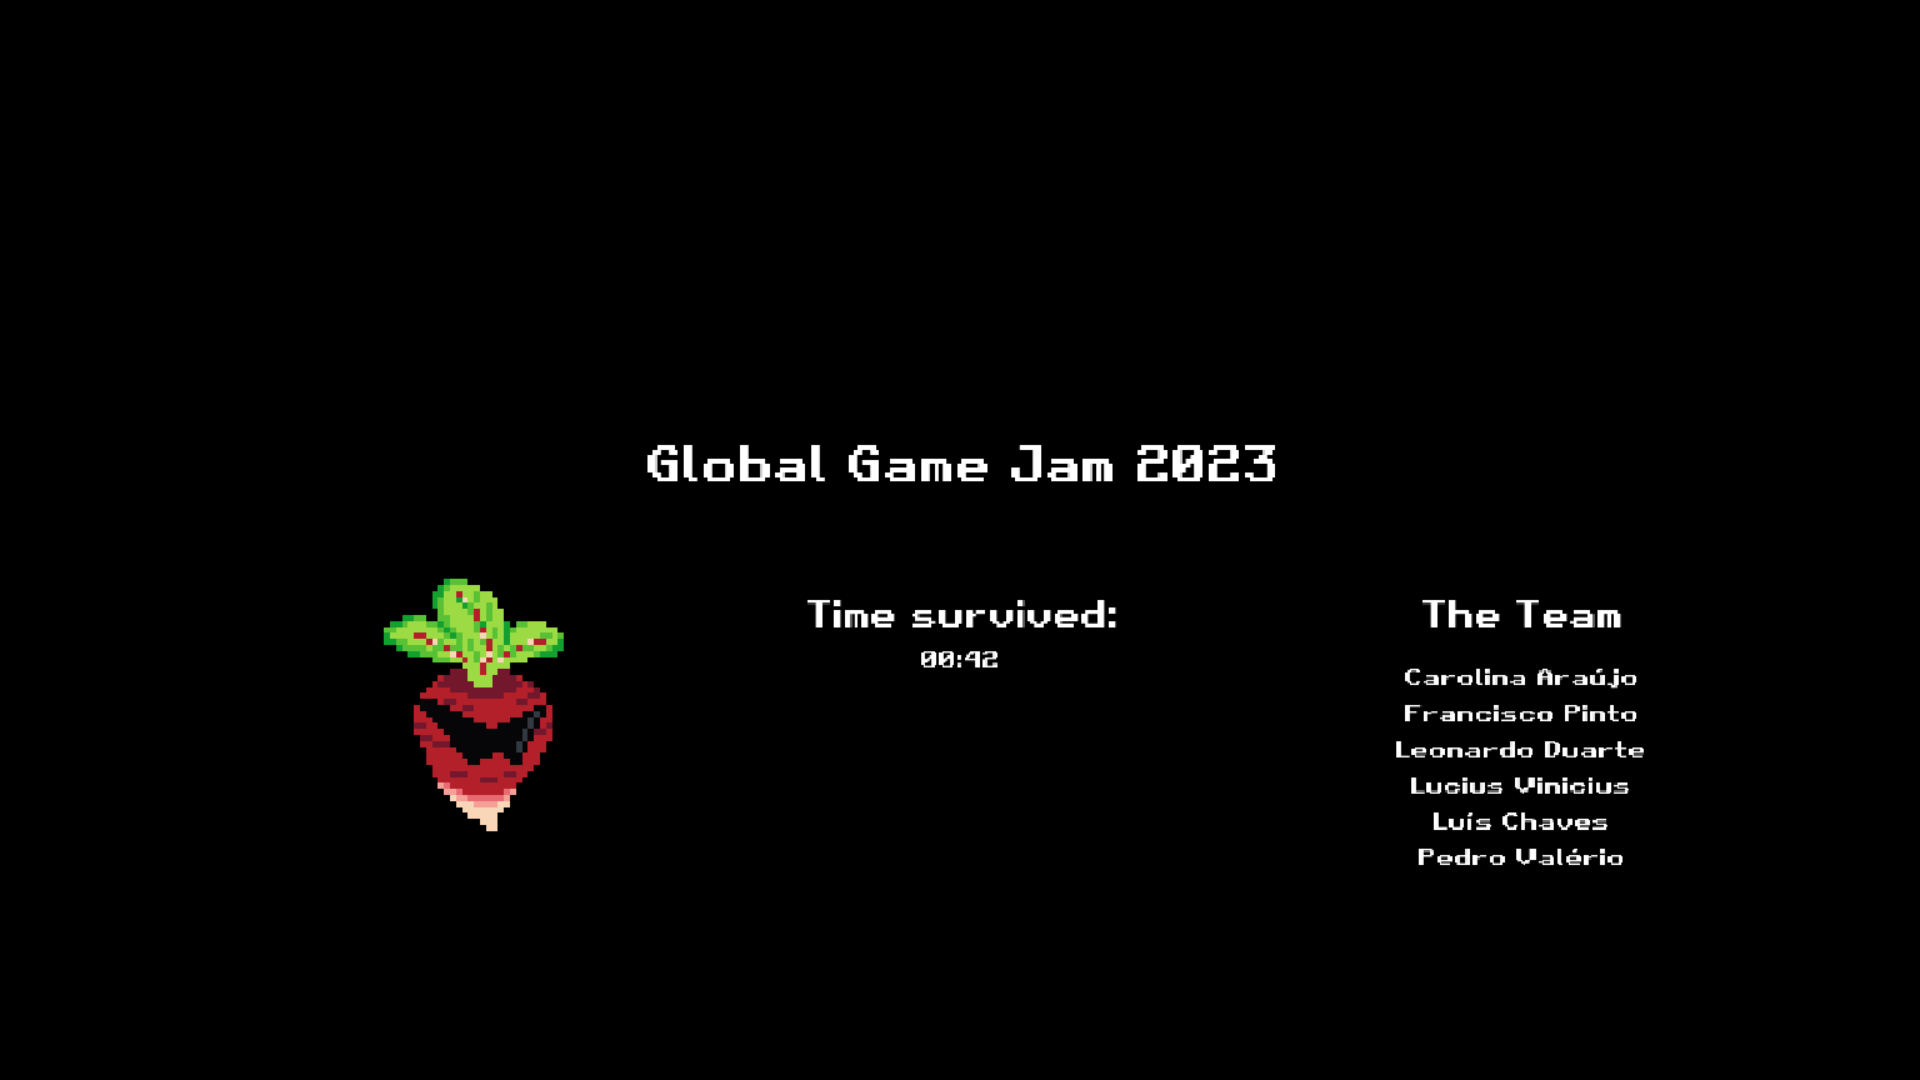 Global Game Jam 2023
Time survived:
00:42
The Team
Carolina Araújo
Francisco Pinto
Leonardo Duarte
Lucius Vinicius
Luís Chaves
Pedro Valério